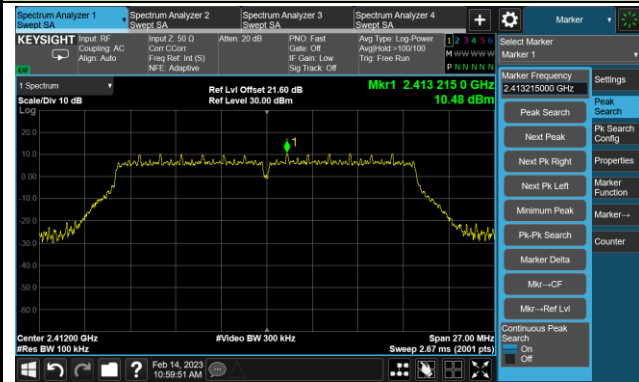 Spectrum Analyzer 1
Swept SA
Spectrum Analyzer 2
Swept SA
Spectrum Analyzer 3
Swept SA
Spectrum Analyzer 4
Swept SA
+
Marker
KEYSIGHT
Input: RF
Coupling: AC
Align: Auto
Input Z: 50 Ω
Corr CCorr
Freq Ref: Int (S)
NFE: Adaptive
Atten: 20 dB
PNO: Fast
Gate: Off
IF Gain: Low
Sig Track: Off
Avg Type: Log-Power
Avg|Hold:>100/100
Trig: Free Run
1 2 3 4 5 6
M W W W W W
P N N N N N
Select Marker
Marker 1
1 Spectrum
Scale/Div 10 dB
Ref Lvl Offset 21.60 dB
Ref Level 30.00 dBm
Mkr1 2.413 215 0 GHz
10.48 dBm
Log
20.0
10.0
0.00
-10.0
-20.0
-30.0
-40.0
-50.0
-60.0
1
Center 2.41200 GHz
#Res BW 100 kHz
#Video BW 300 kHz
Span 27.00 MHz
Sweep 2.67 ms (2001 pts)
Marker Frequency
2.413215000 GHz
Peak Search
Next Peak
Next Pk Right
Next Pk Left
Minimum Peak
Pk-Pk Search
Marker Delta
Mkr→CF
Mkr→Ref Lvl
Continuous Peak
Search
On
Off
Settings
Peak
Search
Pk Search
Config
Properties
Marker
Function
Marker→
Counter
?
Feb 14, 2023
10:59:51 AM